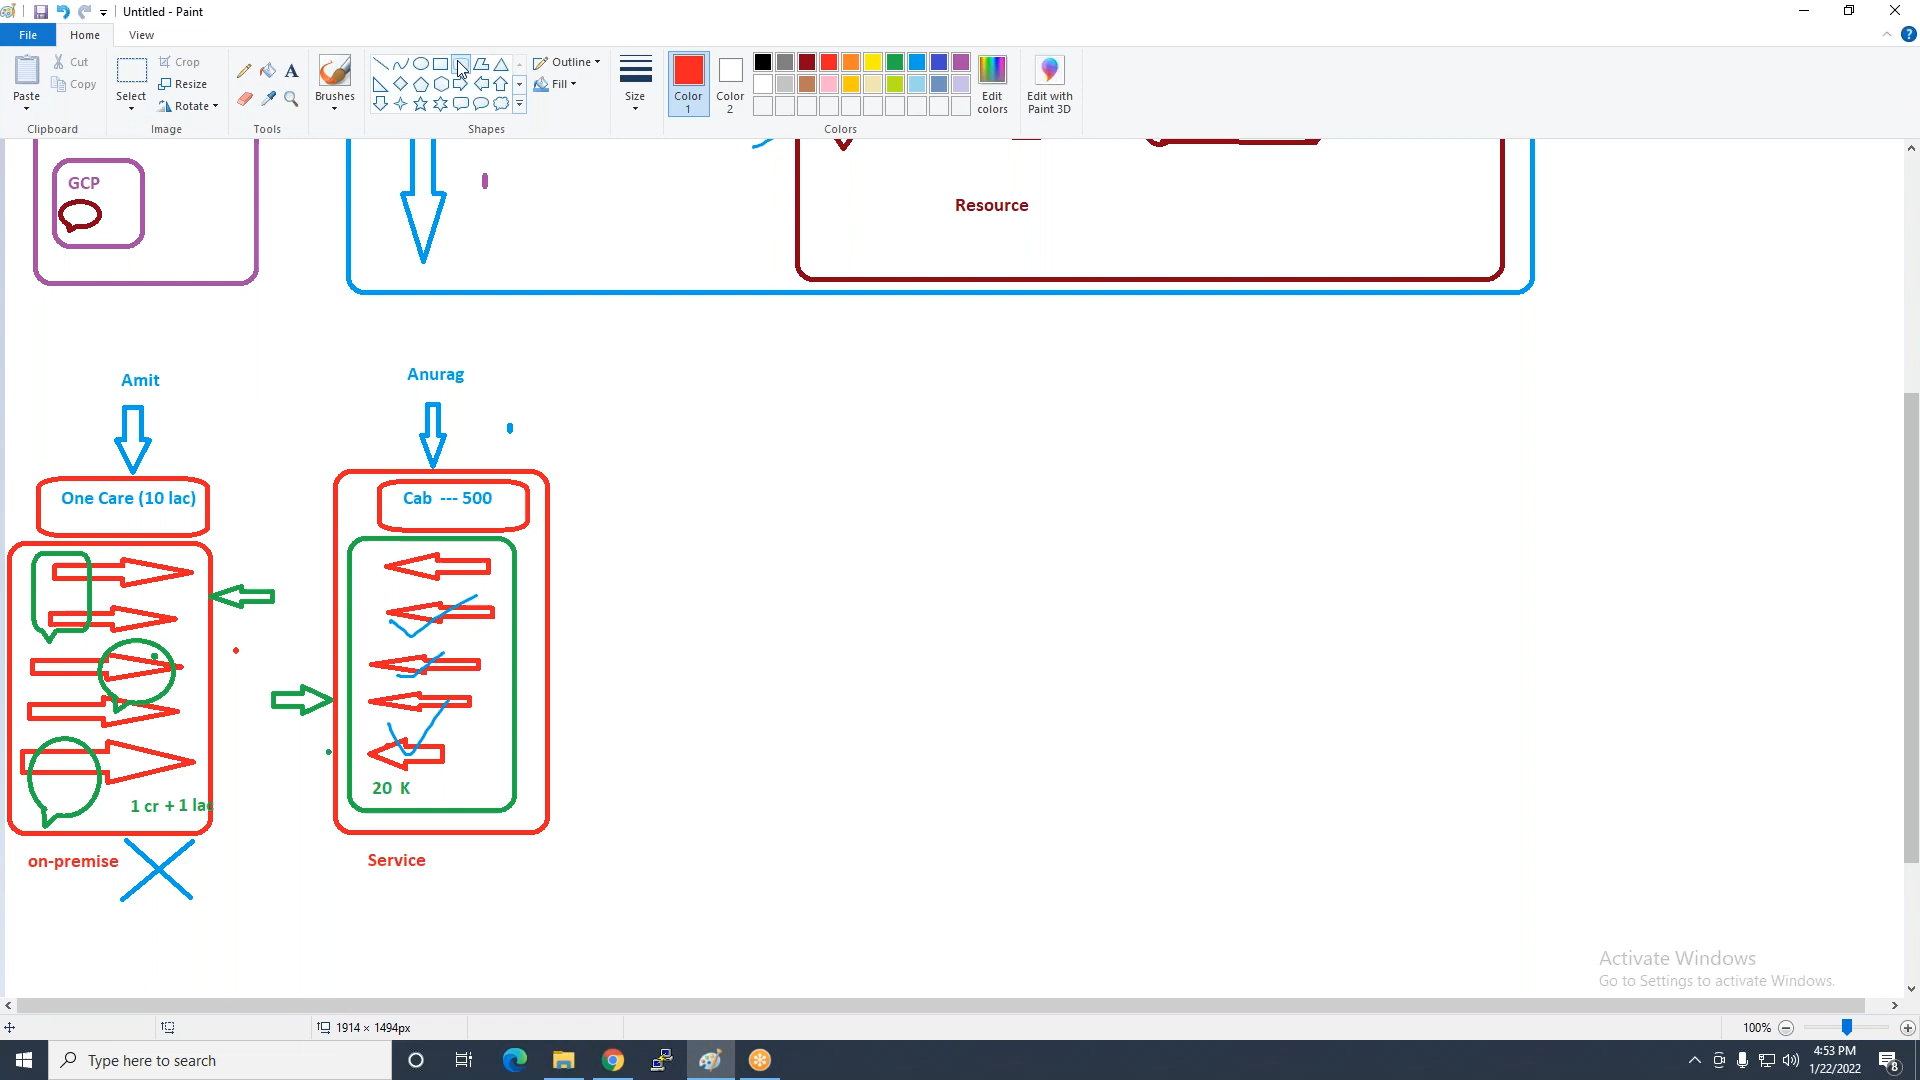 Untitled - Paint
File Home View
Paste
Cut
Copy
Clipboard
Select
Crop
Resize
Rotate
Image
Tools
Brushes
Shapes
Outline
Fill
Size
Color 1
Color 2
Colors
Edit colors
Edit with Paint 3D
GCP
Resource
Amit
Anurag
One Care (10 lac)
Cab --- 500
20 K
1 cr + 1 lac
on-premise
Service
Activate Windows
Go to Settings to activate Windows.
1914 × 1494px
100%
Type here to search
4:53 PM
1/22/2022
8